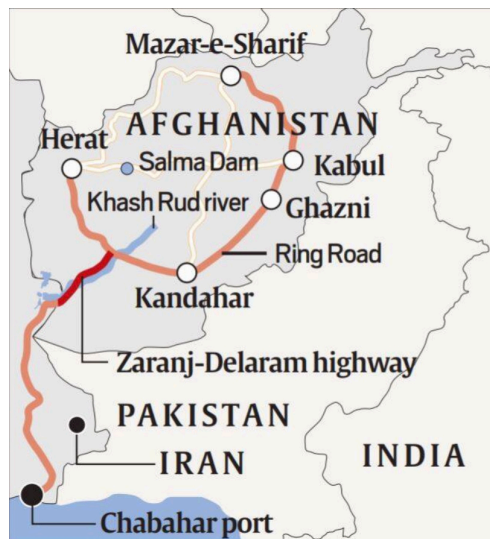 Mazar-e-Sharif
AFGHANISTAN
Herat
Salma Dam
Kabul
Khash Rud river
Ghazni
Ring Road
Kandahar
Zaranj-Delaram highway
PAKISTAN
IRAN
INDIA
Chabahar port